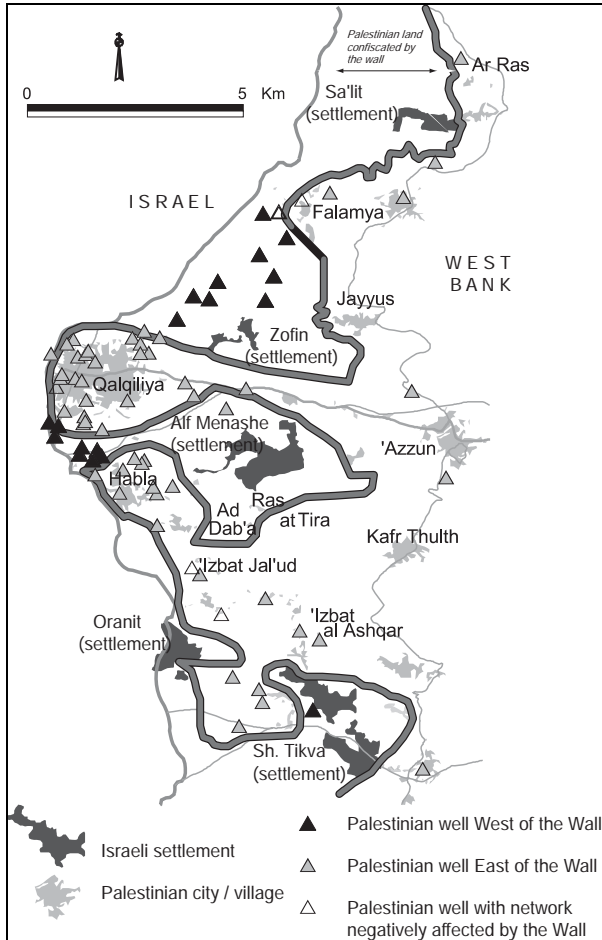 Palestinian land
confiscated by
the wall
Ar Ras
0 5 Km
Sa'lit
(settlement)
ISRAEL
Falamya
WEST
BANK
Jayyus
Zofin
(settlement)
Qalqiliya
Alf Menashe
(settlement)
'Azzun
Habla
Ras
at Tira
Ad
Dab'a
Kafr Thulth
'Izbat Jal'ud
'Izbat
al Ashqar
Oranit
(settlement)
Sh. Tikva
(settlement)
Israeli settlement
Palestinian city / village
Palestinian well West of the Wall
Palestinian well East of the Wall
Palestinian well with network
negatively affected by the Wall